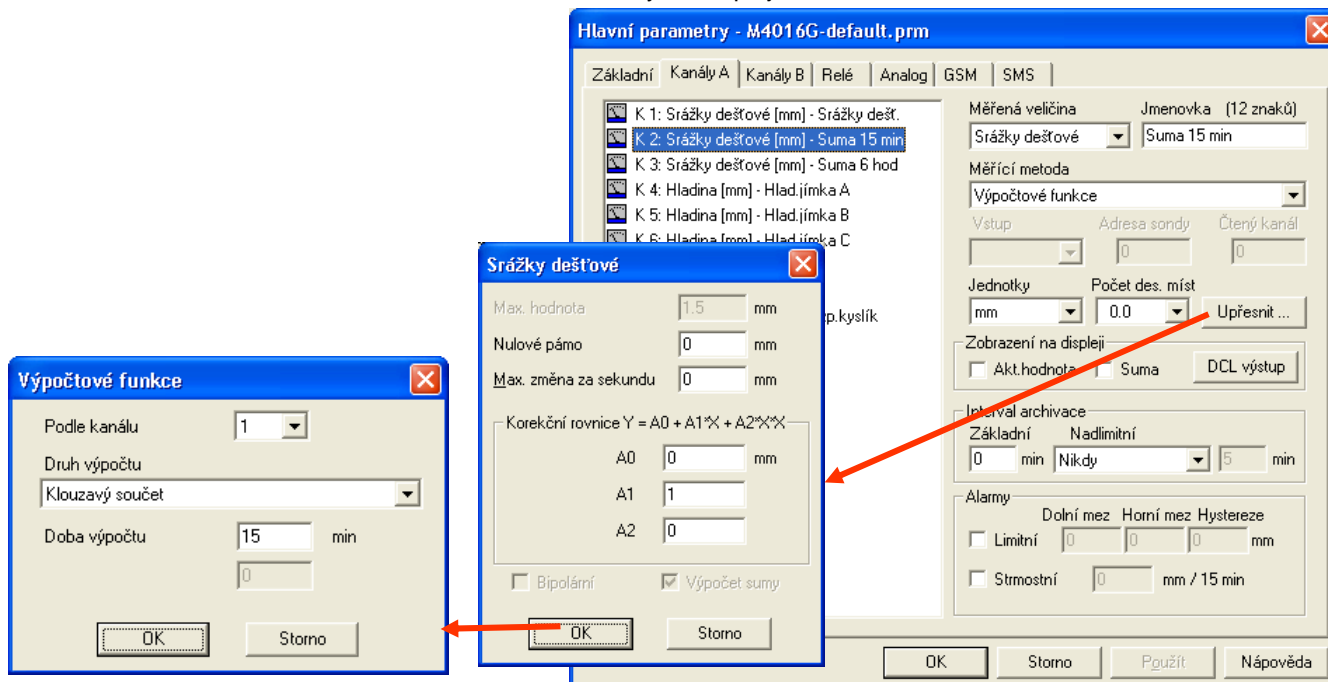 Hlavní parametry - M4016G-default.prm
Základní Kanály A Kanály B Relé Analog GSM SMS
K 1: Srážky dešťové [mm] - Srážky dešť.
K 2: Srážky dešťové [mm] - Suma 15 min
K 3: Srážky dešťové [mm] - Suma 6 hod
K 4: Hladina [mm] - Hlad.jímka A
K 5: Hladina [mm] - Hlad.jímka B
K 6: Hladina [mm] - Hlad.jímka C
p.kyslík
Měřená veličina Jmenovka (12 znaků)
Srážky dešťové Suma 15 min
Měřící metoda
Výpočtové funkce
Vstup Adresa sondy Čtený kanál
0 0
Jednotky Počet des. míst
mm 0.0 Upřesnit ...
Zobrazení na displeji
Akt.hodnota Suma DCL výstup
Interval archivace
Základní Nadlimitní
0 min Nikdy 5 min
Alarmy
Dolní mez Horní mez Hystereze
Limitní 0 0 0 mm
Strmostní 0 mm / 15 min
OK Storno Použít Nápověda
Srážky dešťové
Max. hodnota 1.5 mm
Nulové pámo 0 mm
Max. změna za sekundu 0 mm
Korekční rovnice Y = A0 + A1*X + A2*X*X
A0 0 mm
A1 1
A2 0
Bipolární Výpočet sumy
OK Storno
Výpočtové funkce
Podle kanálu 1
Druh výpočtu
Klouzavý součet
Doba výpočtu 15 min
0
OK Storno